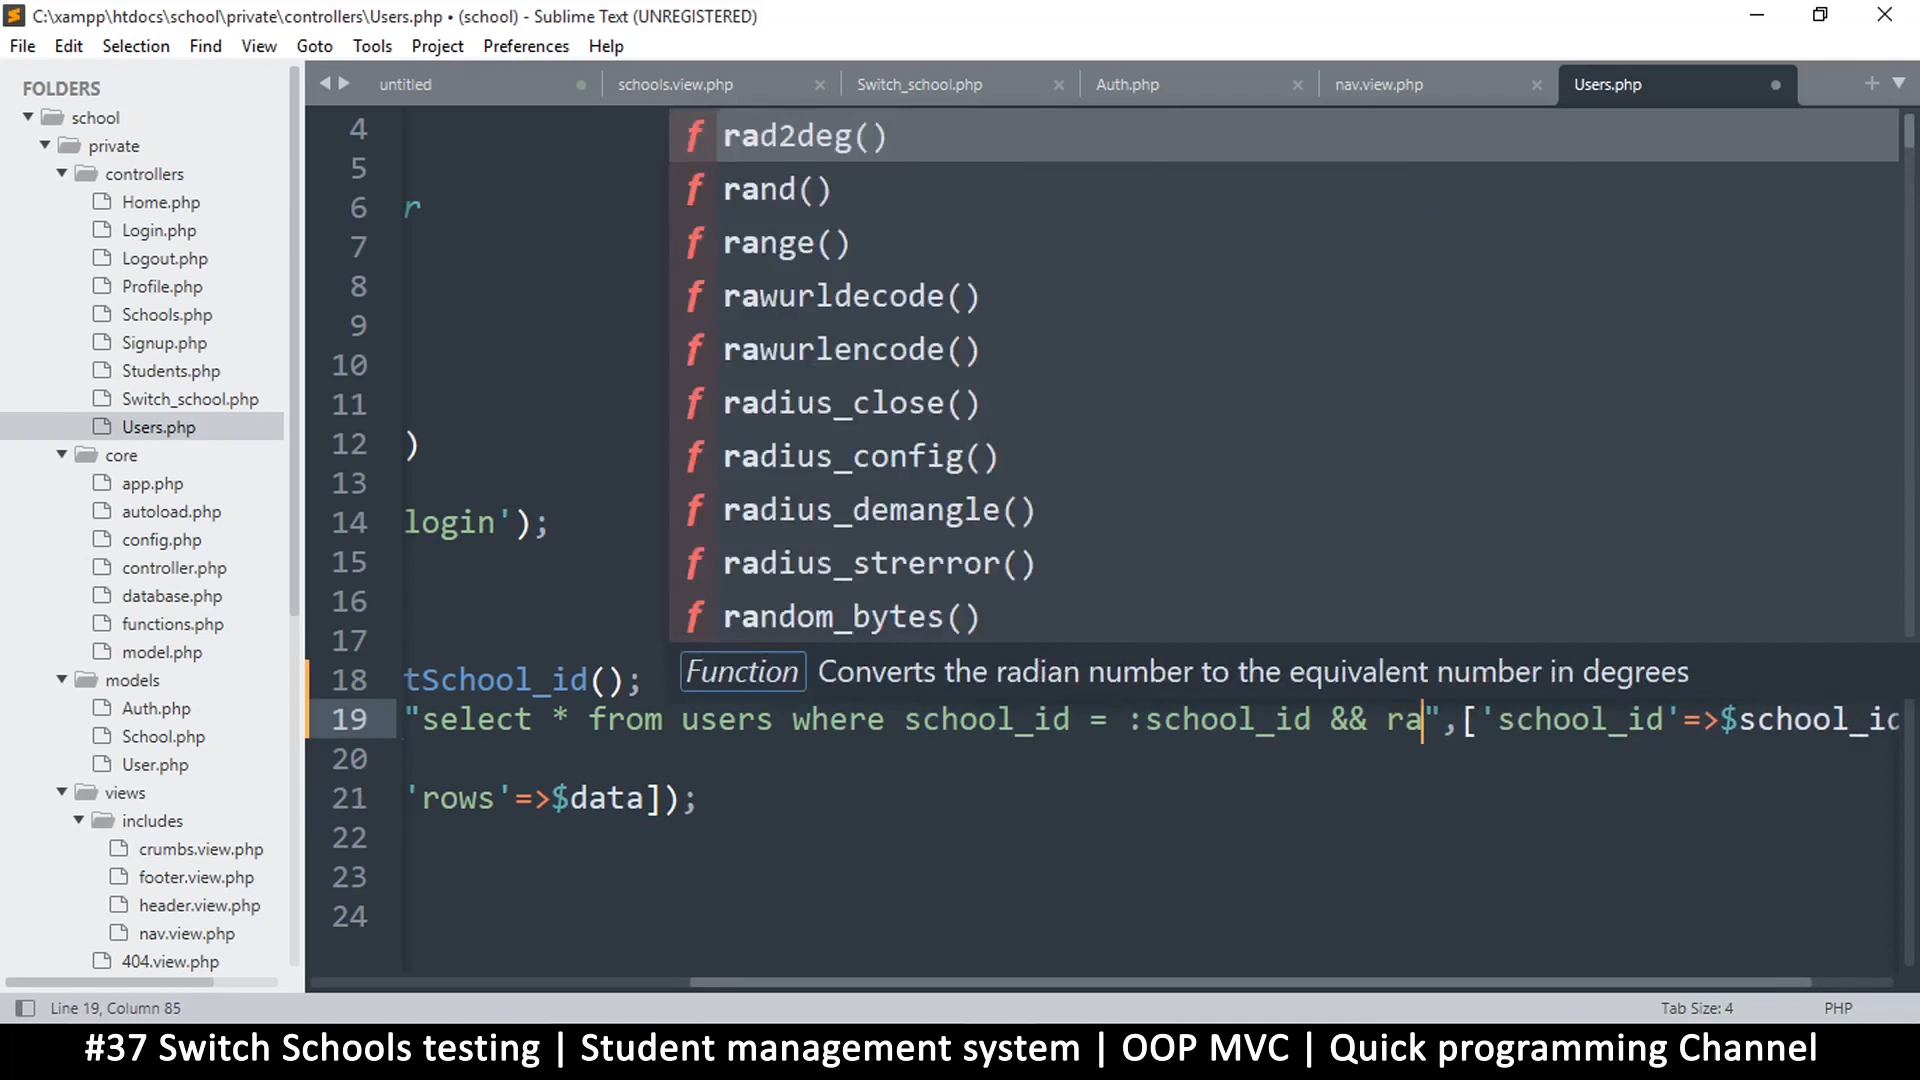 C:\xampp\htdocs\school\private\controllers\Users.php • (school) - Sublime Text (UNREGISTERED)
File Edit Selection Find View Goto Tools Project Preferences Help
FOLDERS
school
private
controllers
Home.php
Login.php
Logout.php
Profile.php
Schools.php
Signup.php
Students.php
Switch_school.php
Users.php
core
app.php
autoload.php
config.php
controller.php
database.php
functions.php
model.php
models
Auth.php
School.php
User.php
views
includes
crumbs.view.php
footer.view.php
header.view.php
nav.view.php
404.view.php
untitled schools.view.php Switch_school.php Auth.php nav.view.php Users.php
4
5
6 r
7
8
9
10
11
12 )
13
14 login');
15
16
17
18 tSchool_id();
19 "select * from users where school_id = :school_id && ra",['school_id'=>$school_id
20
21 'rows'=>$data]);
22
23
24
f rad2deg()
f rand()
f range()
f rawurldecode()
f rawurlencode()
f radius_close()
f radius_config()
f radius_demangle()
f radius_strerror()
f random_bytes()
Function Converts the radian number to the equivalent number in degrees
Line 19, Column 85 Tab Size: 4 PHP
#37 Switch Schools testing | Student management system | OOP MVC | Quick programming Channel